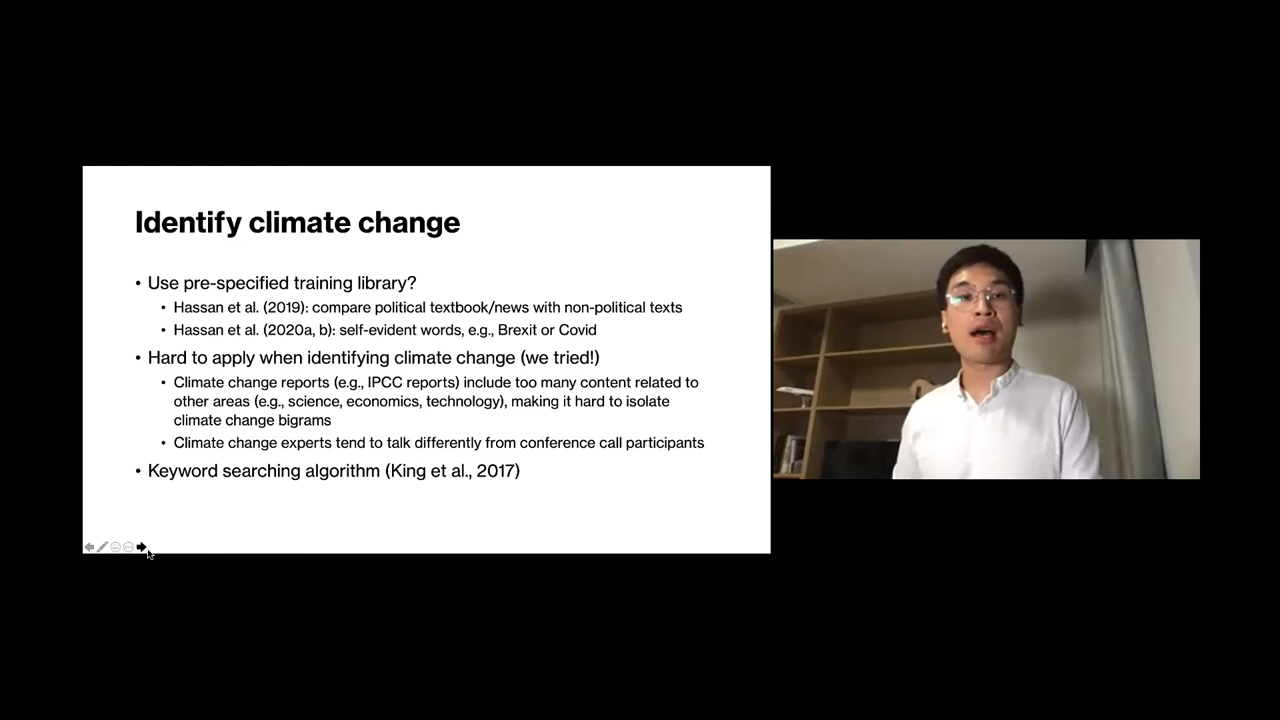 Identify climate change
• Use pre-specified training library?
• Hassan et al. (2019): compare political textbook/news with non-political texts
• Hassan et al. (2020a, b): self-evident words, e.g., Brexit or Covid
• Hard to apply when identifying climate change (we tried!)
• Climate change reports (e.g., IPCC reports) include too many content related to
other areas (e.g., science, economics, technology), making it hard to isolate
climate change bigrams
• Climate change experts tend to talk differently from conference call participants
• Keyword searching algorithm (King et al., 2017)